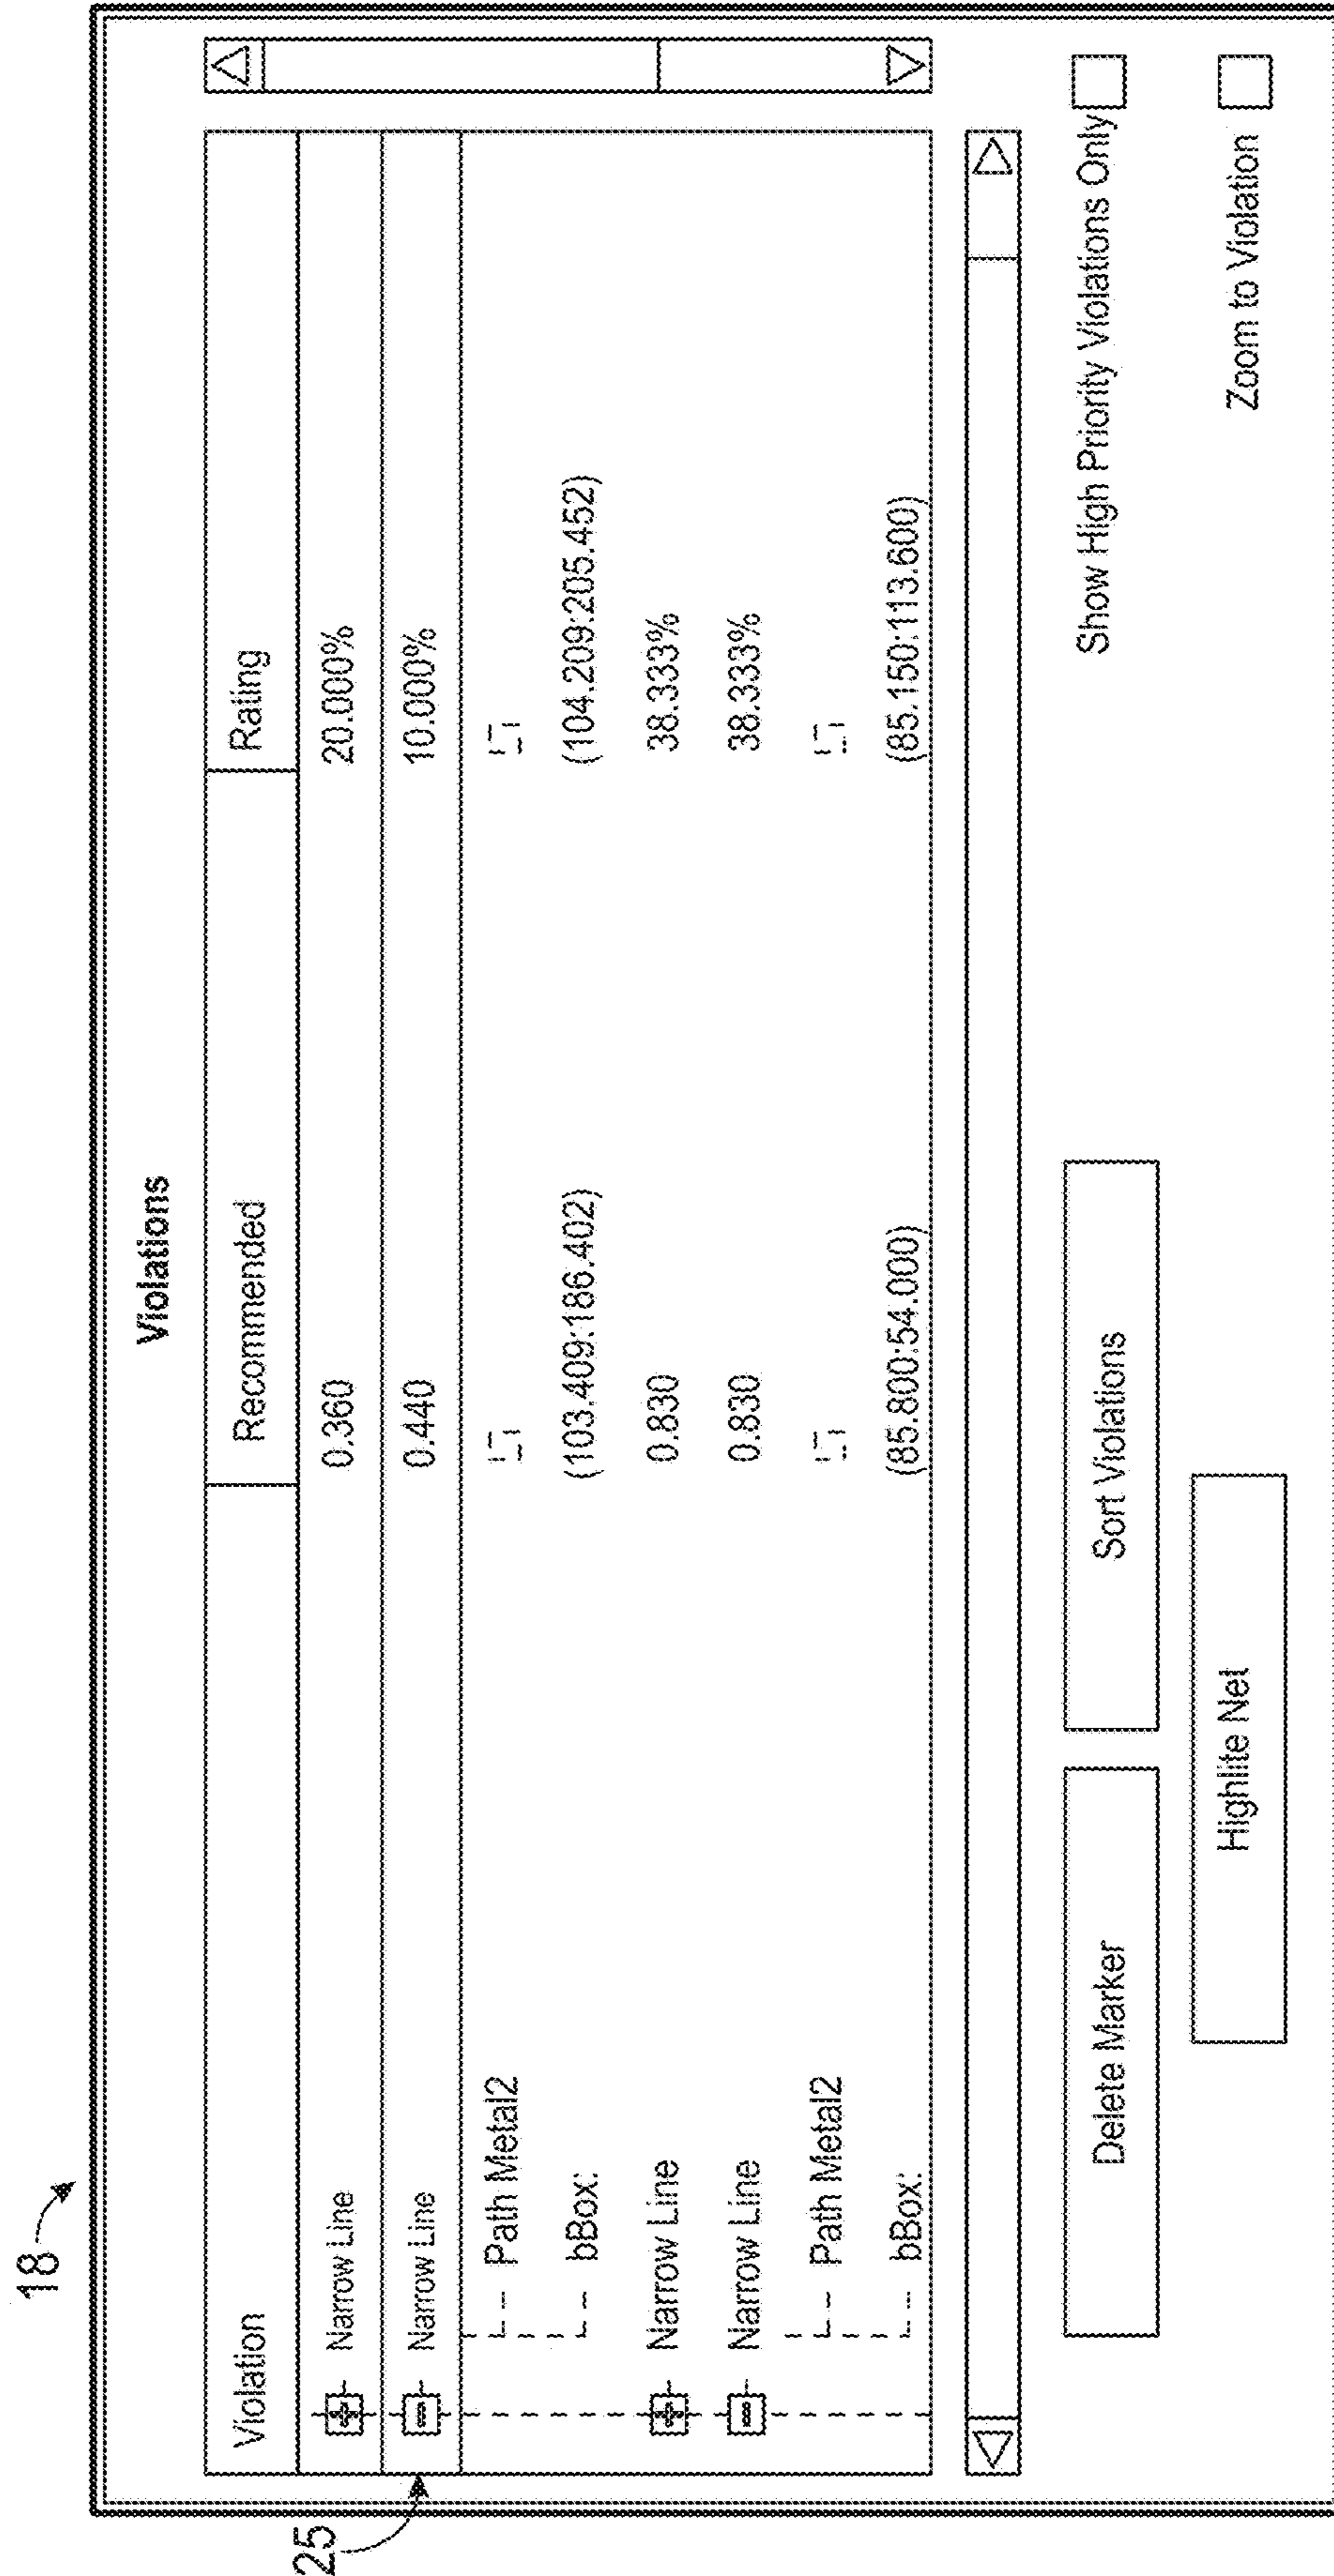 18
Violations
Violation Recommended Rating
+ Narrow Line 0.360 20.000%
25
- Narrow Line 0.440 10.000%
Path Metal2
bBox: (103.409:186.402) (104.209:205.452)
+ Narrow Line 0.830 38.333%
- Narrow Line 0.830 38.333%
Path Metal2
bBox: (85.800:54.000) (85.150:113.600)
Delete Marker Sort Violations Show High Priority Violations Only
Highlite Net Zoom to Violation